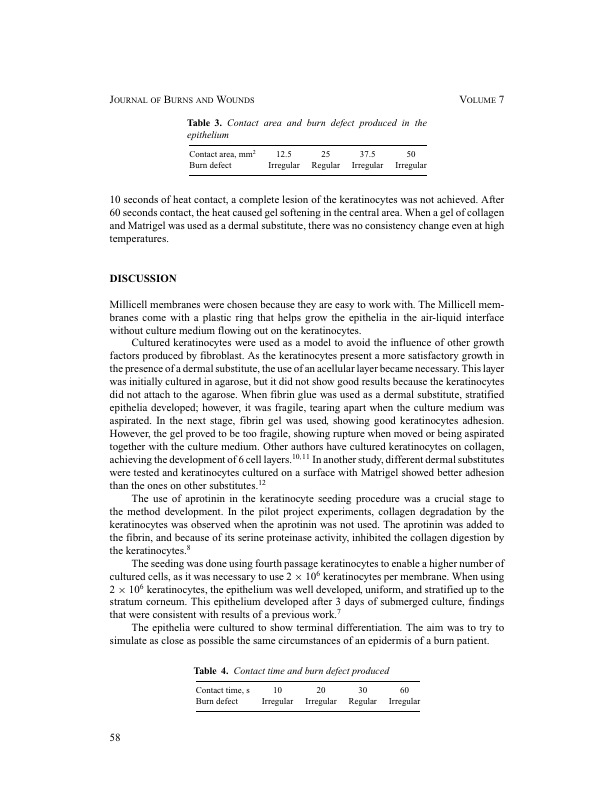 JOURNAL OF BURNS AND WOUNDS VOLUME 7
Table 3. Contact area and burn defect produced in the
epithelium
Contact area, mm² 12.5 25 37.5 50
Burn defect Irregular Regular Irregular Irregular
10 seconds of heat contact, a complete lesion of the keratinocytes was not achieved. After
60 seconds contact, the heat caused gel softening in the central area. When a gel of collagen
and Matrigel was used as a dermal substitute, there was no consistency change even at high
temperatures.
DISCUSSION
Millicell membranes were chosen because they are easy to work with. The Millicell mem-
branes come with a plastic ring that helps grow the epithelia in the air-liquid interface
without culture medium flowing out on the keratinocytes.
Cultured keratinocytes were used as a model to avoid the influence of other growth
factors produced by fibroblast. As the keratinocytes present a more satisfactory growth in
the presence of a dermal substitute, the use of an acellular layer became necessary. This layer
was initially cultured in agarose, but it did not show good results because the keratinocytes
did not attach to the agarose. When fibrin glue was used as a dermal substitute, stratified
epithelia developed; however, it was fragile, tearing apart when the culture medium was
aspirated. In the next stage, fibrin gel was used, showing good keratinocytes adhesion.
However, the gel proved to be too fragile, showing rupture when moved or being aspirated
together with the culture medium. Other authors have cultured keratinocytes on collagen,
achieving the development of 6 cell layers.¹⁰,¹¹ In another study, different dermal substitutes
were tested and keratinocytes cultured on a surface with Matrigel showed better adhesion
than the ones on other substitutes.¹²
The use of aprotinin in the keratinocyte seeding procedure was a crucial stage to
the method development. In the pilot project experiments, collagen degradation by the
keratinocytes was observed when the aprotinin was not used. The aprotinin was added to
the fibrin, and because of its serine proteinase activity, inhibited the collagen digestion by
the keratinocytes.⁸
The seeding was done using fourth passage keratinocytes to enable a higher number of
cultured cells, as it was necessary to use 2 × 10⁶ keratinocytes per membrane. When using
2 × 10⁶ keratinocytes, the epithelium was well developed, uniform, and stratified up to the
stratum corneum. This epithelium developed after 3 days of submerged culture, findings
that were consistent with results of a previous work.⁷
The epithelia were cultured to show terminal differentiation. The aim was to try to
simulate as close as possible the same circumstances of an epidermis of a burn patient.
Table 4. Contact time and burn defect produced
Contact time, s 10 20 30 60
Burn defect Irregular Irregular Regular Irregular
58